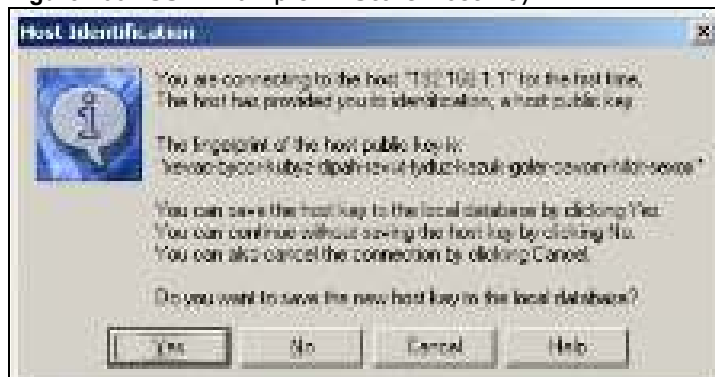 Host Identification
You are connecting to the host "192.168.1.1" for the first time.
The host has provided you its identification, a host public key.
The fingerprint of the host public key is:
You can save the host key to the local database by clicking Yes.
You can continue without saving the host key by clicking No.
You can also cancel the connection by clicking Cancel.
Do you want to save the new host key to the local database?
Yes
No
Cancel
Help